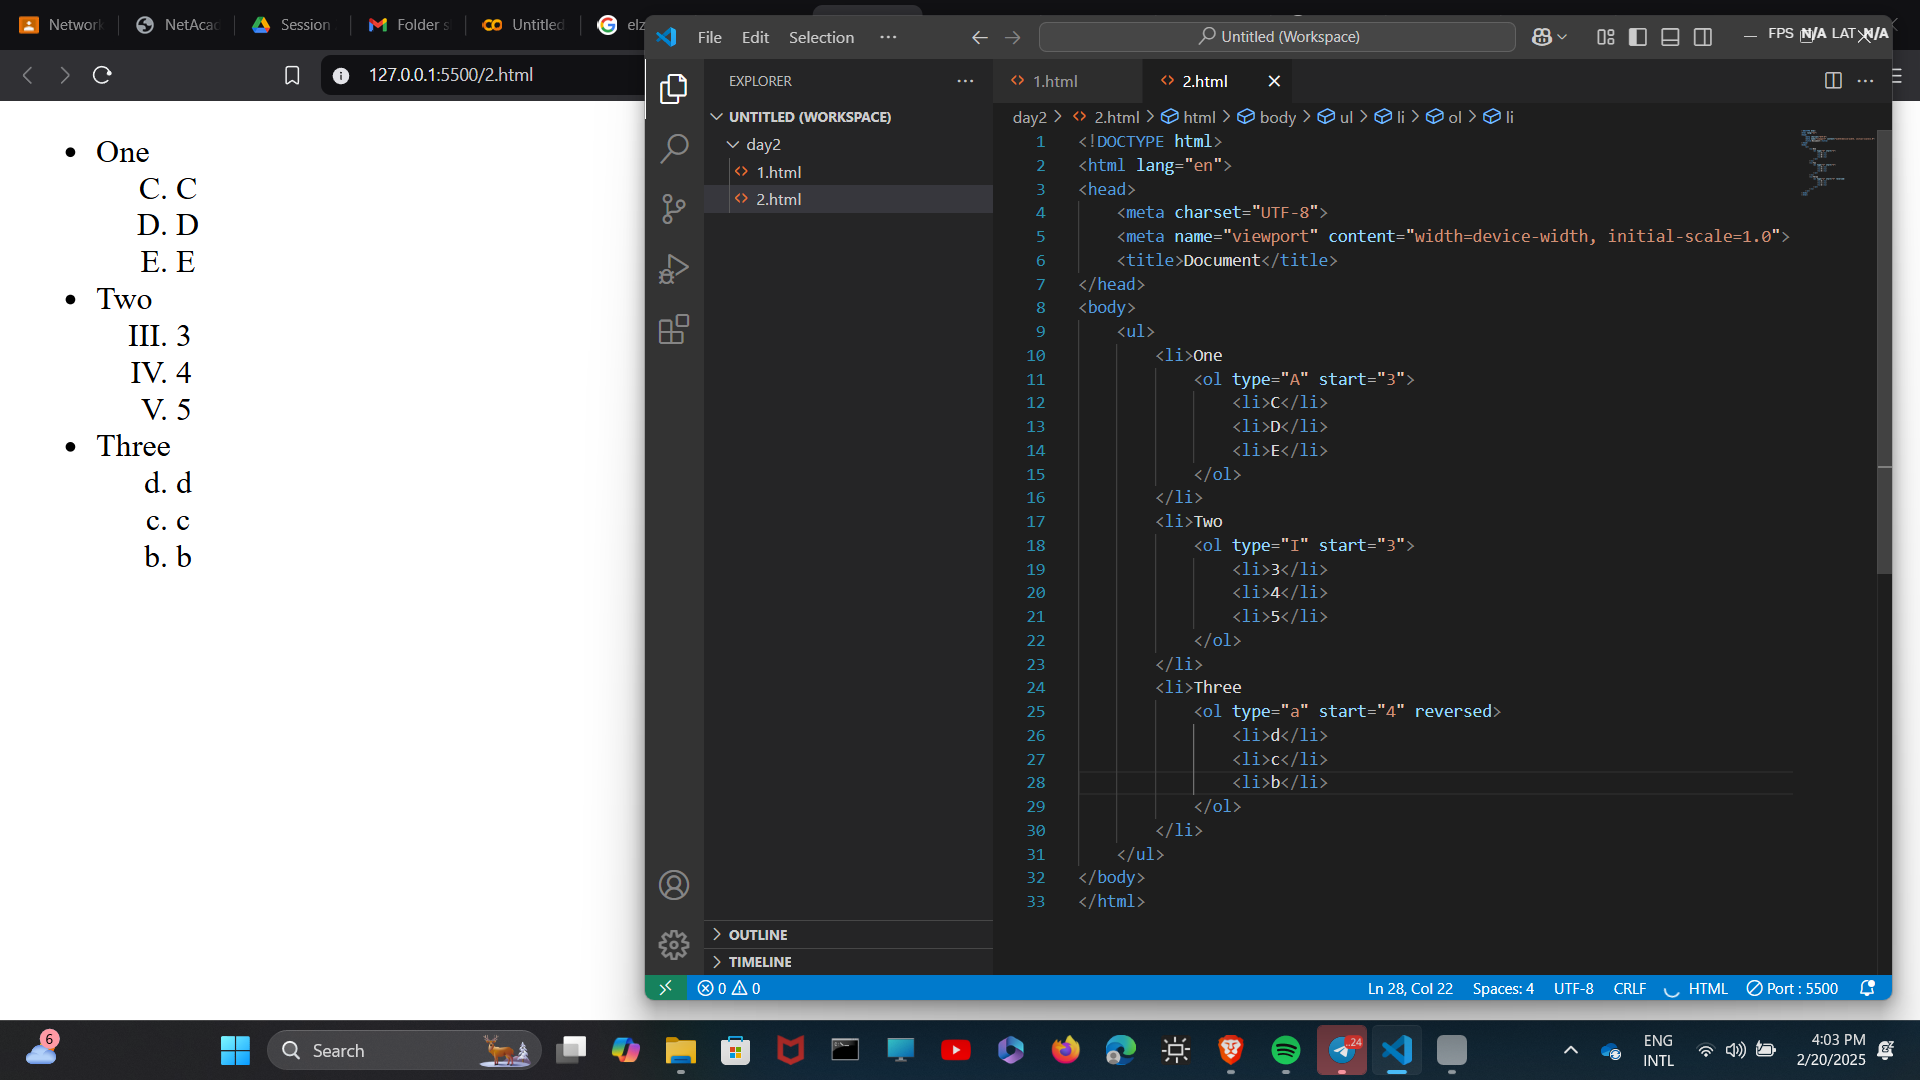 Network
NetAcad
Session
Folder s
Untitled
elz
127.0.0.1:5500/2.html
• One
C. C
D. D
E. E
• Two
III. 3
IV. 4
V. 5
• Three
d. d
c. c
b. b
File Edit Selection ···
Untitled (Workspace)
FPS N/A LAT N/A
EXPLORER
UNTITLED (WORKSPACE)
day2
1.html
2.html
OUTLINE
TIMELINE
1.html
2.html
day2 > 2.html > html > body > ul > li > ol > li
1 <!DOCTYPE html>
2 <html lang="en">
3 <head>
4 <meta charset="UTF-8">
5 <meta name="viewport" content="width=device-width, initial-scale=1.0">
6 <title>Document</title>
7 </head>
8 <body>
9 <ul>
10 <li>One
11 <ol type="A" start="3">
12 <li>C</li>
13 <li>D</li>
14 <li>E</li>
15 </ol>
16 </li>
17 <li>Two
18 <ol type="I" start="3">
19 <li>3</li>
20 <li>4</li>
21 <li>5</li>
22 </ol>
23 </li>
24 <li>Three
25 <ol type="a" start="4" reversed>
26 <li>d</li>
27 <li>c</li>
28 <li>b</li>
29 </ol>
30 </li>
31 </ul>
32 </body>
33 </html>
0 0
Ln 28, Col 22 Spaces: 4 UTF-8 CRLF HTML Port : 5500
6
Search
24
ENG
INTL
4:03 PM
2/20/2025